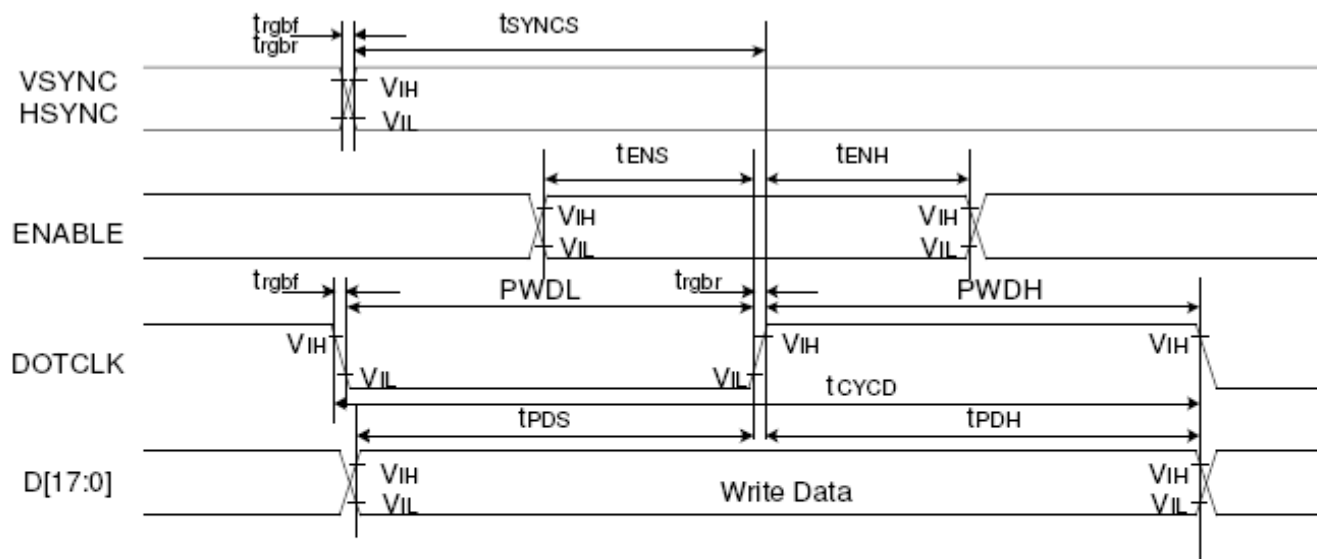 trgbf
trgbr
tSYNCS
VSYNC
HSYNC
VIH
VIL
tENS
tENH
ENABLE
VIH
VIL
VIH
VIL
trgbf
PWDL
trgbr
PWDH
DOTCLK
VIH
VIL
VIL
VIH
VIH
tCYCD
tPDS
tPDH
D[17:0]
VIH
VIL
Write Data
VIH
VIL